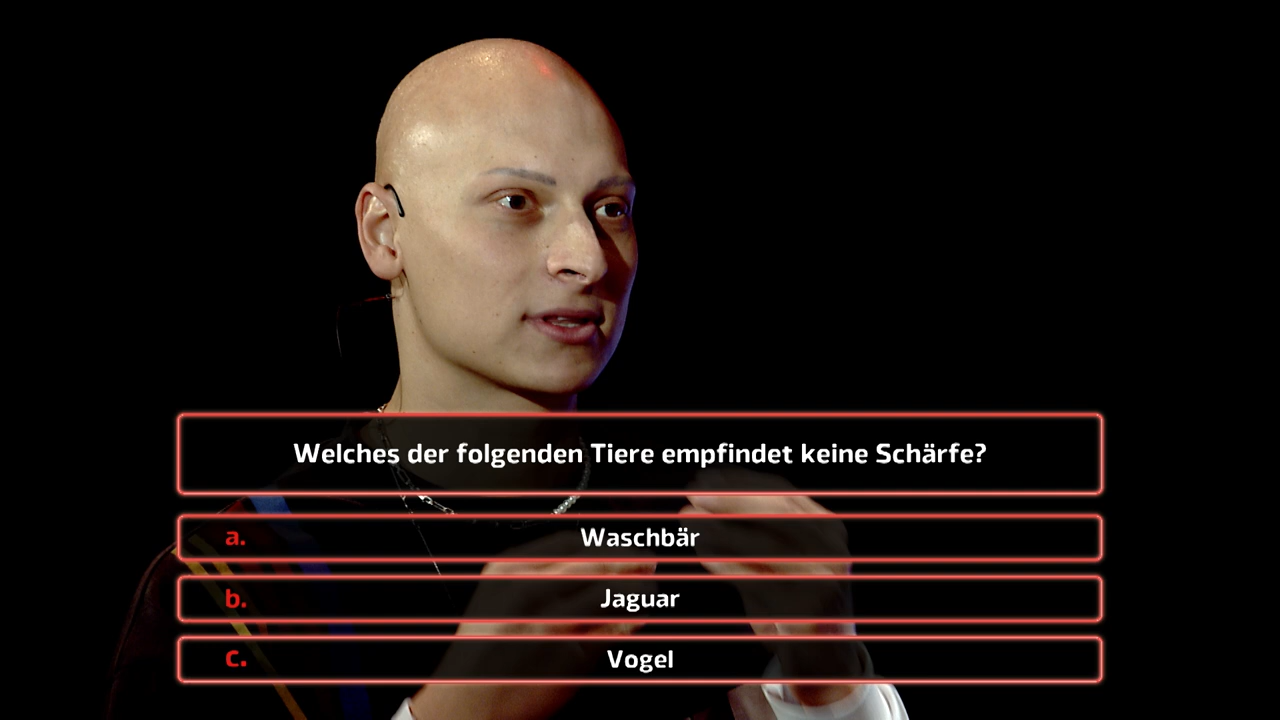 Welches der folgenden Tiere empfindet keine Schärfe?
a. Waschbär
b. Jaguar
c. Vogel